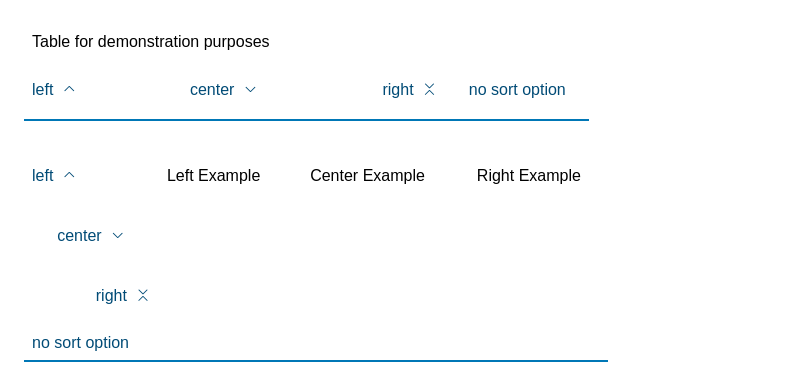 Table for demonstration purposes
left center right no sort option
left Left Example Center Example Right Example
center
right
no sort option